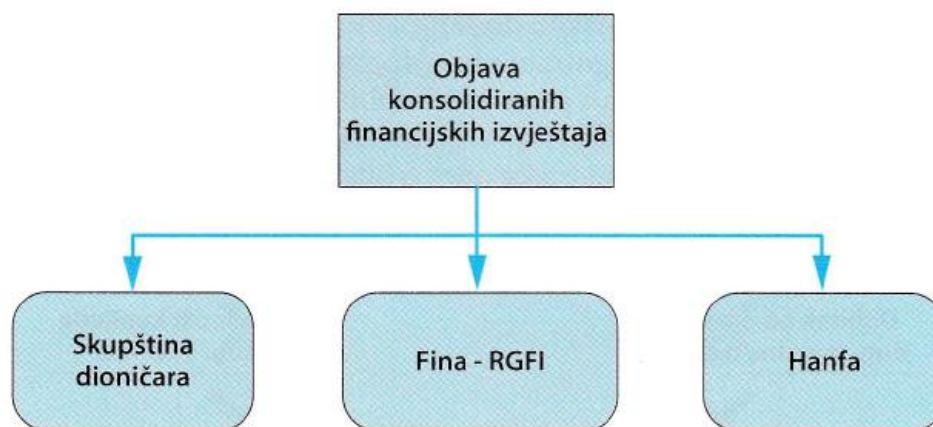 Objava
konsolidiranih
financijskih izvještaja
Skupština
dioničara
Fina - RGFI
Hanfa